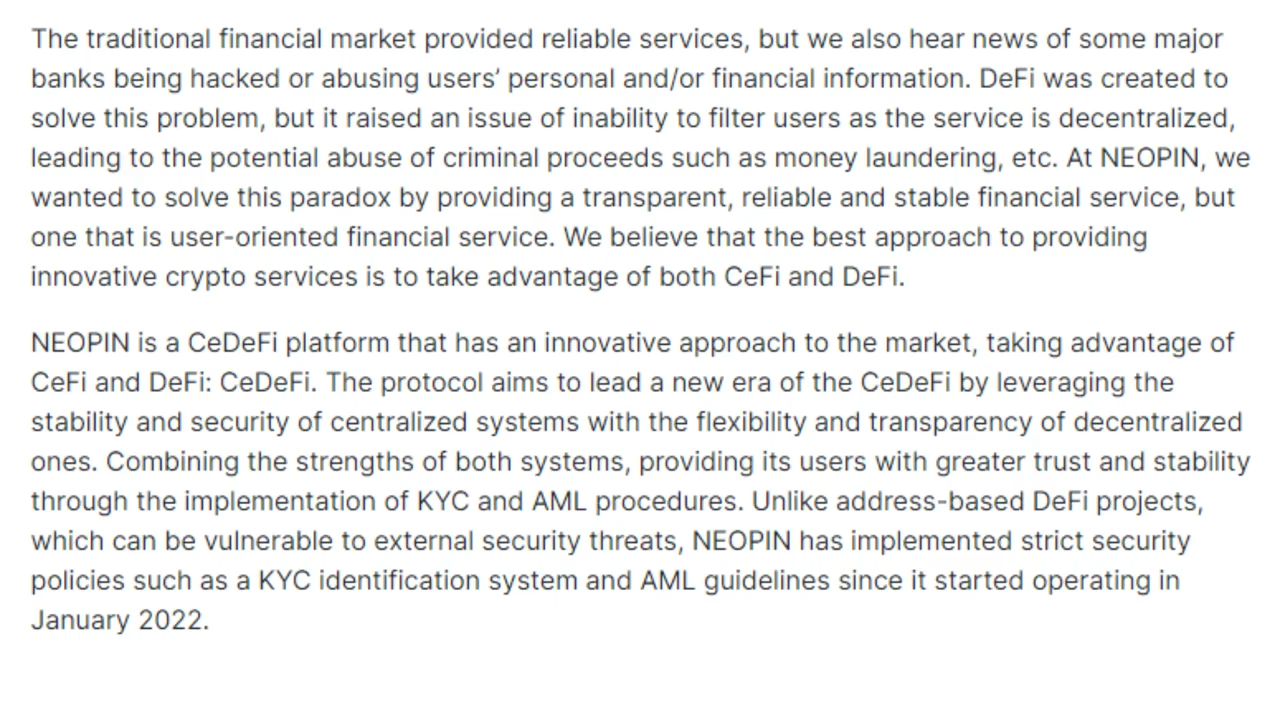 The traditional financial market provided reliable services, but we also hear news of some major
banks being hacked or abusing users’ personal and/or financial information. DeFi was created to
solve this problem, but it raised an issue of inability to filter users as the service is decentralized,
leading to the potential abuse of criminal proceeds such as money laundering, etc. At NEOPIN, we
wanted to solve this paradox by providing a transparent, reliable and stable financial service, but
one that is user-oriented financial service. We believe that the best approach to providing
innovative crypto services is to take advantage of both CeFi and DeFi.
NEOPIN is a CeDeFi platform that has an innovative approach to the market, taking advantage of
CeFi and DeFi: CeDeFi. The protocol aims to lead a new era of the CeDeFi by leveraging the
stability and security of centralized systems with the flexibility and transparency of decentralized
ones. Combining the strengths of both systems, providing its users with greater trust and stability
through the implementation of KYC and AML procedures. Unlike address-based DeFi projects,
which can be vulnerable to external security threats, NEOPIN has implemented strict security
policies such as a KYC identification system and AML guidelines since it started operating in
January 2022.